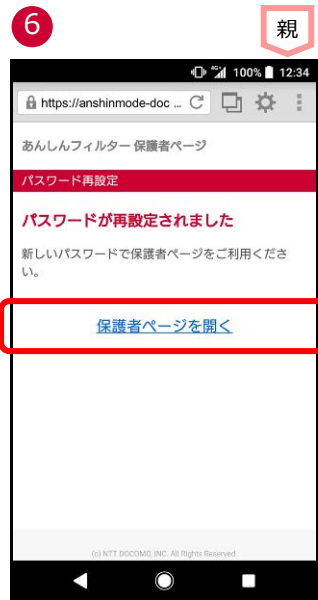 6
親
100% 12:34
https://anshinmode-doc ...
あんしんフィルター 保護者ページ
パスワード再設定
パスワードが再設定されました
新しいパスワードで保護者ページをご利用くださ
い。
保護者ページを開く
(c) NTT DOCOMO, INC. All Rights Reserved.